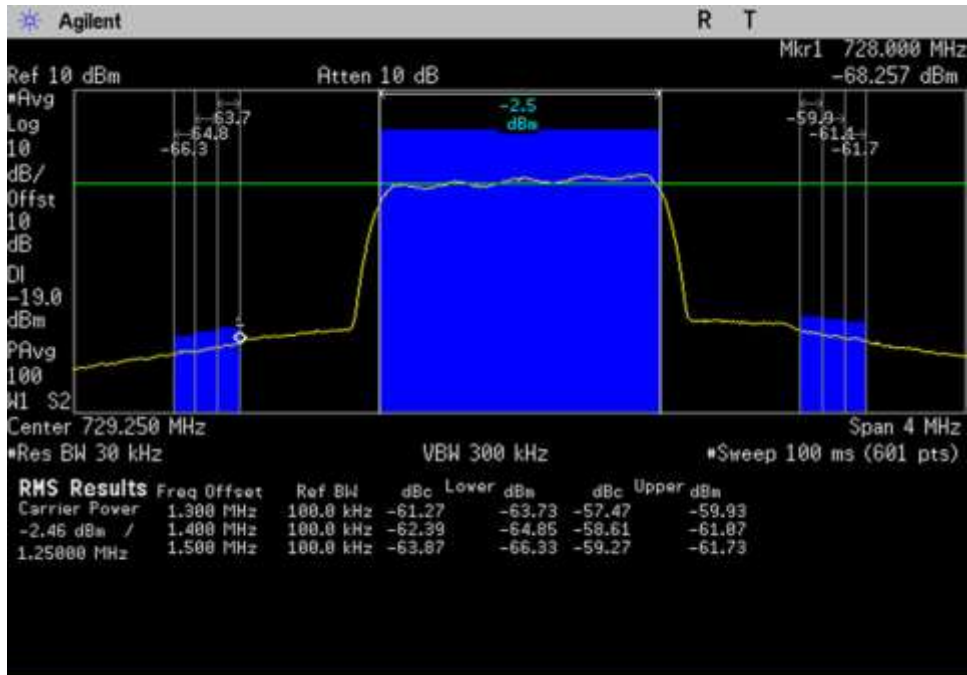 Agilent R T
Mkr1 728.000 MHz
Ref 10 dBm Atten 10 dB -68.257 dBm
#Avg
Log
10
dB/
Offst
10
dB
DI
-19.0
dBm
PAvg
100
W1 S2
-63.7
-64.8
-66.3
-2.5
dBm
-59.9
-61.1
-61.7
1
Center 729.250 MHz Span 4 MHz
#Res BW 30 kHz VBW 300 kHz #Sweep 100 ms (601 pts)
RMS Results Freq Offset Ref BW dBc Lower dBm dBc Upper dBm
Carrier Power 1.300 MHz 100.0 kHz -61.27 -63.73 -57.47 -59.93
-2.46 dBm / 1.400 MHz 100.0 kHz -62.39 -64.85 -58.61 -61.07
1.25000 MHz 1.500 MHz 100.0 kHz -63.87 -66.33 -59.27 -61.73